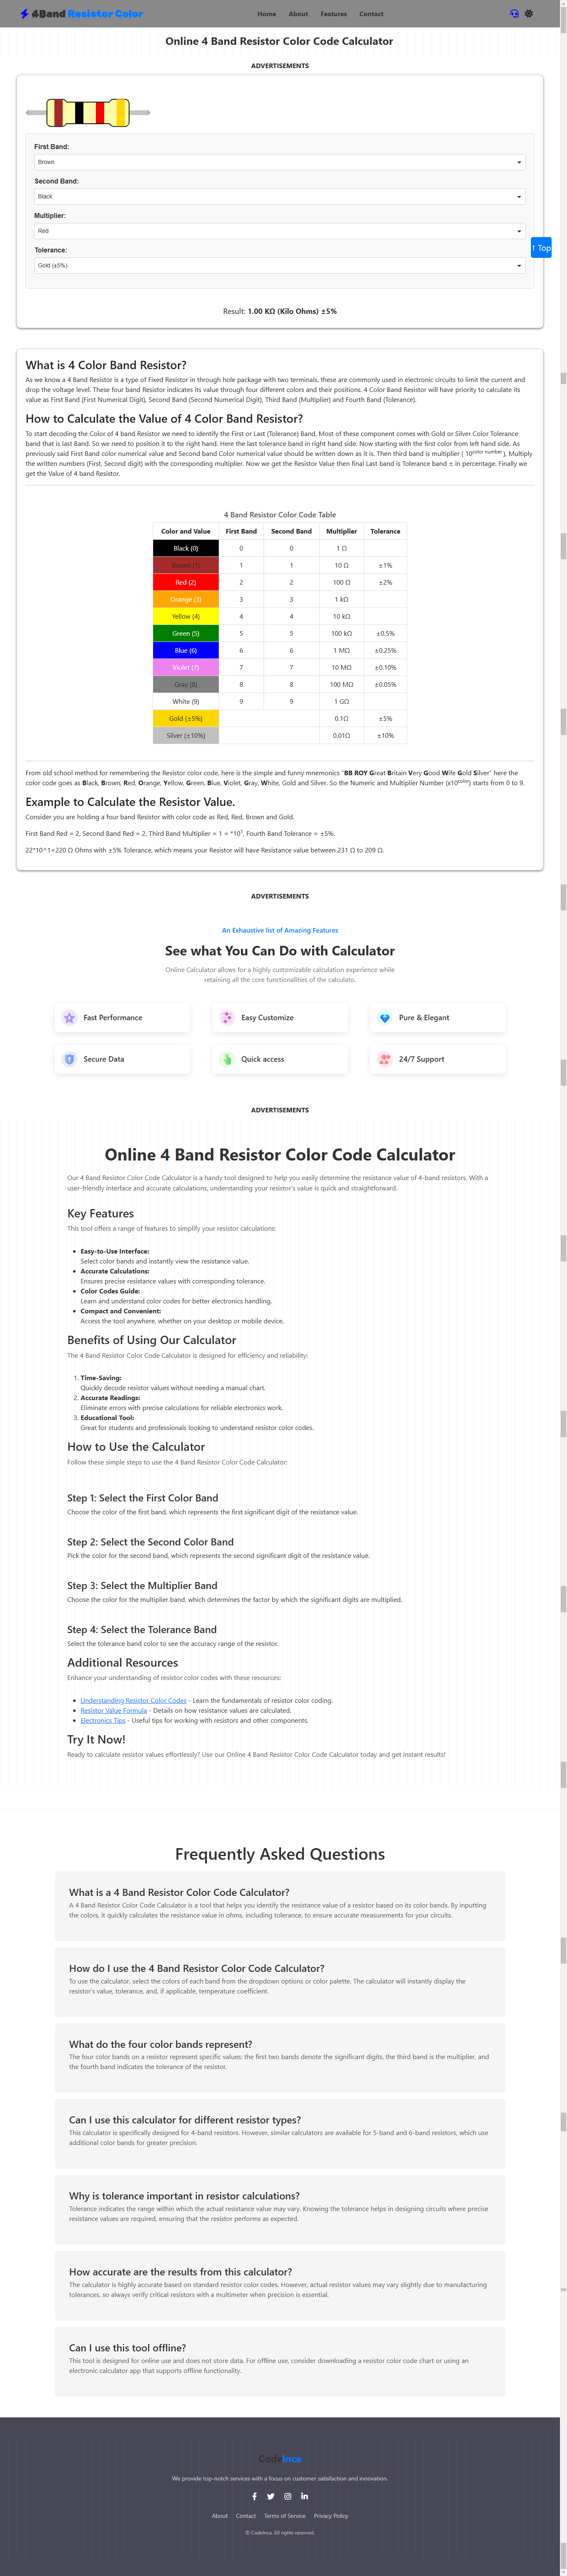 4Band Resistor Color
Home About Features Contact
Online 4 Band Resistor Color Code Calculator
ADVERTISEMENTS
First Band:
Brown
Second Band:
Black
Multiplier:
Red
↑ Top
Tolerance:
Gold (±5%)
Result: 1.00 KΩ (Kilo Ohms) ±5%
What is 4 Color Band Resistor?
As we know a 4 Band Resistor is a type of Fixed Resistor in through hole package with two terminals, these are commonly used in electronic circuits to limit the current and
drop the voltage level. These four band Resistor indicates its value through four different colors and their positions. 4 Color Band Resistor will have priority to calculate its
value as First Band (First Numerical Digit), Second Band (Second Numerical Digit), Third Band (Multiplier) and Fourth Band (Tolerance).
How to Calculate the Value of 4 Color Band Resistor?
To start decoding the Color of 4 band Resistor we need to identify the First or Last (Tolerance) Band, Most of these component comes with Gold or Silver Color Tolerance
band that is last Band. So we need to position it to the right hand. Here the last tolerance band in right hand side. Now starting with the first color from left hand side. As
previously said First Band color numerical value and Second band Color numerical value should be written down as it is. Then third band is multiplier ( 10^color number ), Multiply
the written numbers (First, Second digit) with the corresponding multiplier. Now we get the Resistor Value then final Last band is Tolerance band ± in percentage. Finally we
get the Value of 4 band Resistor.
4 Band Resistor Color Code Table
Color and Value First Band Second Band Multiplier Tolerance
Black (0) 0 0 1 Ω
Brown (1) 1 1 10 Ω ±1%
Red (2) 2 2 100 Ω ±2%
Orange (3) 3 3 1 kΩ
Yellow (4) 4 4 10 kΩ
Green (5) 5 5 100 kΩ ±0.5%
Blue (6) 6 6 1 MΩ ±0.25%
Violet (7) 7 7 10 MΩ ±0.10%
Gray (8) 8 8 100 MΩ ±0.05%
White (9) 9 9 1 GΩ
Gold (±5%) 0.1Ω ±5%
Silver (±10%) 0.01Ω ±10%
From old school method for remembering the Resistor color code, here is the simple and funny mnemonics "BB ROY Great Britain Very Good Wife Gold Silver" here the
color code goes as Black, Brown, Red, Orange, Yellow, Green, Blue, Violet, Gray, White, Gold and Silver. So the Numeric and Multiplier Number (x10^color) starts from 0 to 9.
Example to Calculate the Resistor Value.
Consider you are holding a four band Resistor with color code as Red, Red, Brown and Gold.
First Band Red = 2, Second Band Red = 2, Third Band Multiplier = 1 = *10^1, Fourth Band Tolerance = ±5%.
22*10^1=220 Ω Ohms with ±5% Tolerance, which means your Resistor will have Resistance value between 231 Ω to 209 Ω.
ADVERTISEMENTS
An Exhaustive list of Amazing Features
See what You Can Do with Calculator
Online Calculator allows for a highly customizable calculation experience while
retaining all the core functionalities of the calculato.
Fast Performance
Easy Customize
Pure & Elegant
Secure Data
Quick access
24/7 Support
ADVERTISEMENTS
Online 4 Band Resistor Color Code Calculator
Our 4 Band Resistor Color Code Calculator is a handy tool designed to help you easily determine the resistance value of 4-band resistors. With a
user-friendly interface and accurate calculations, understanding your resistor's value is quick and straightforward.
Key Features
This tool offers a range of features to simplify your resistor calculations:
• Easy-to-Use Interface:
Select color bands and instantly view the resistance value.
• Accurate Calculations:
Ensures precise resistance values with corresponding tolerance.
• Color Codes Guide:
Learn and understand color codes for better electronics handling.
• Compact and Convenient:
Access the tool anywhere, whether on your desktop or mobile device.
Benefits of Using Our Calculator
The 4 Band Resistor Color Code Calculator is designed for efficiency and reliability:
1. Time-Saving:
Quickly decode resistor values without needing a manual chart.
2. Accurate Readings:
Eliminate errors with precise calculations for reliable electronics work.
3. Educational Tool:
Great for students and professionals looking to understand resistor color codes.
How to Use the Calculator
Follow these simple steps to use the 4 Band Resistor Color Code Calculator:
Step 1: Select the First Color Band
Choose the color of the first band, which represents the first significant digit of the resistance value.
Step 2: Select the Second Color Band
Pick the color for the second band, which represents the second significant digit of the resistance value.
Step 3: Select the Multiplier Band
Choose the color for the multiplier band, which determines the factor by which the significant digits are multiplied.
Step 4: Select the Tolerance Band
Select the tolerance band color to see the accuracy range of the resistor.
Additional Resources
Enhance your understanding of resistor color codes with these resources:
• Understanding Resistor Color Codes - Learn the fundamentals of resistor color coding.
• Resistor Value Formula - Details on how resistance values are calculated.
• Electronics Tips - Useful tips for working with resistors and other components.
Try It Now!
Ready to calculate resistor values effortlessly? Use our Online 4 Band Resistor Color Code Calculator today and get instant results!
Frequently Asked Questions
What is a 4 Band Resistor Color Code Calculator?
A 4 Band Resistor Color Code Calculator is a tool that helps you identify the resistance value of a resistor based on its color bands. By inputting
the colors, it quickly calculates the resistance value in ohms, including tolerance, to ensure accurate measurements for your circuits.
How do I use the 4 Band Resistor Color Code Calculator?
To use the calculator, select the colors of each band from the dropdown options or color palette. The calculator will instantly display the
resistor's value, tolerance, and, if applicable, temperature coefficient.
What do the four color bands represent?
The four color bands on a resistor represent specific values: the first two bands denote the significant digits, the third band is the multiplier, and
the fourth band indicates the tolerance of the resistor.
Can I use this calculator for different resistor types?
This calculator is specifically designed for 4-band resistors. However, similar calculators are available for 5-band and 6-band resistors, which use
additional color bands for greater precision.
Why is tolerance important in resistor calculations?
Tolerance indicates the range within which the actual resistance value may vary. Knowing the tolerance helps in designing circuits where precise
resistance values are required, ensuring that the resistor performs as expected.
How accurate are the results from this calculator?
The calculator is highly accurate based on standard resistor color codes. However, actual resistor values may vary slightly due to manufacturing
tolerances, so always verify critical resistors with a multimeter when precision is essential.
Can I use this tool offline?
This tool is designed for online use and does not store data. For offline use, consider downloading a resistor color code chart or using an
electronic calculator app that supports offline functionality.
CodeInca
We provide top-notch services with a focus on customer satisfaction and innovation.
About Contact Terms of Service Privacy Policy
© CodeInca. All rights reserved.